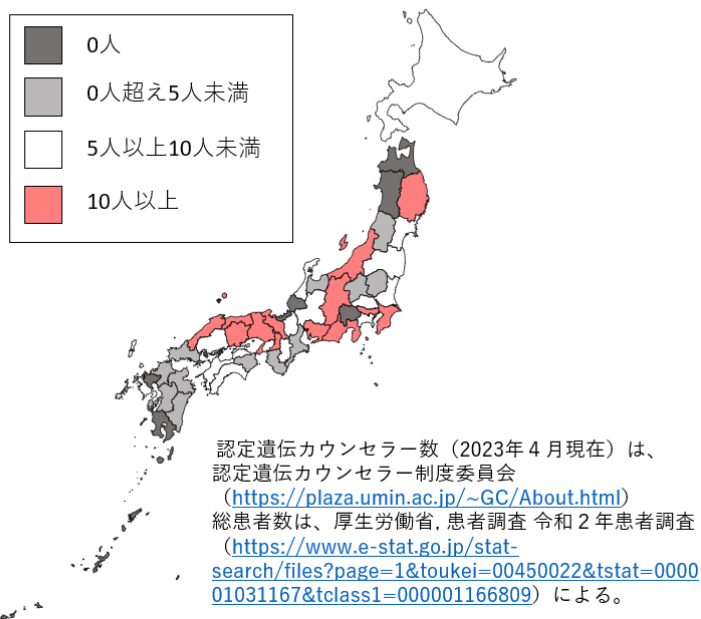 0人
0人超え5人未満
5人以上10人未満
10人以上
認定遺伝カウンセラー数（2023年４月現在）は、
認定遺伝カウンセラー制度委員会
（https://plaza.umin.ac.jp/~GC/About.html）
総患者数は、厚生労働省, 患者調査 令和２年患者調査
（https://www.e-stat.go.jp/stat-
search/files?page=1&toukei=00450022&tstat=0000
01031167&tclass1=000001166809）による。